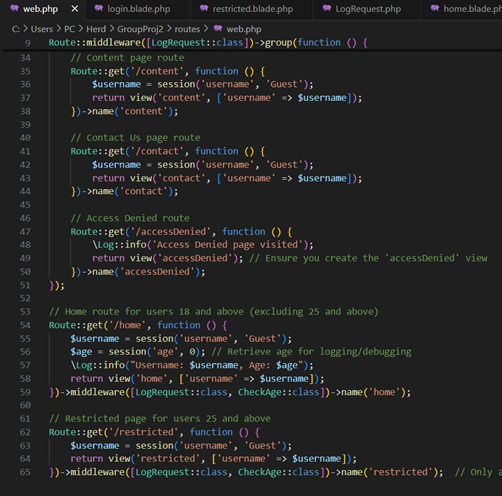 web.php
login.blade.php
restricted.blade.php
LogRequest.php
home.blade.ph
C: > Users > PC > Herd > GroupProj2 > routes > web.php
9 Route::middleware([LogRequest::class])->group(function () {
34 // Content page route
35 Route::get('/content', function () {
36 $username = session('username', 'Guest');
37 return view('content', ['username' => $username]);
38 })->name('content');
39
40 // Contact Us page route
41 Route::get('/contact', function () {
42 $username = session('username', 'Guest');
43 return view('contact', ['username' => $username]);
44 })->name('contact');
45
46 // Access Denied route
47 Route::get('/accessDenied', function () {
48 \Log::info('Access Denied page visited');
49 return view('accessDenied'); // Ensure you create the 'accessDenied' view
50 })->name('accessDenied');
51 });
52
53 // Home route for users 18 and above (excluding 25 and above)
54 Route::get('/home', function () {
55 $username = session('username', 'Guest');
56 $age = session('age', 0); // Retrieve age for logging/debugging
57 \Log::info("Username: $username, Age: $age");
58 return view('home', ['username' => $username]);
59 })->middleware([LogRequest::class, CheckAge::class])->name('home');
60
61 // Restricted page for users 25 and above
62 Route::get('/restricted', function () {
63 $username = session('username', 'Guest');
64 return view('restricted', ['username' => $username]);
65 })->middleware([LogRequest::class, CheckAge::class])->name('restricted'); // Only a